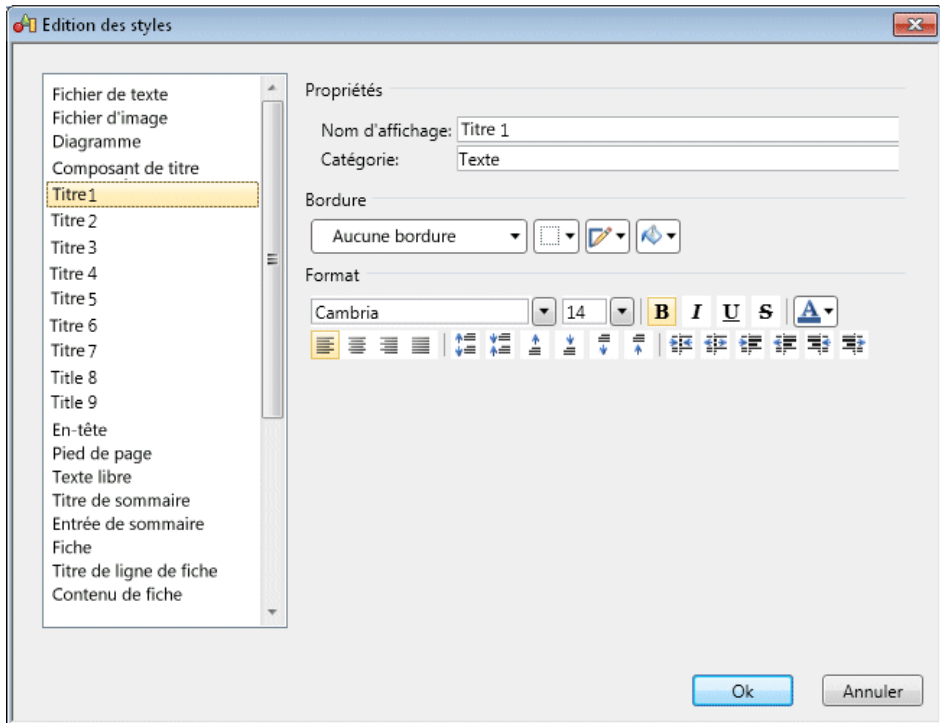 Edition des styles
Fichier de texte
Fichier d'image
Diagramme
Composant de titre
Titre1
Titre 2
Titre 3
Titre 4
Titre 5
Titre 6
Titre 7
Title 8
Title 9
En-tête
Pied de page
Texte libre
Titre de sommaire
Entrée de sommaire
Fiche
Titre de ligne de fiche
Contenu de fiche
Propriétés
Nom d'affichage: Titre 1
Catégorie: Texte
Bordure
Aucune bordure
Format
Cambria 14 B I U S A
Ok Annuler